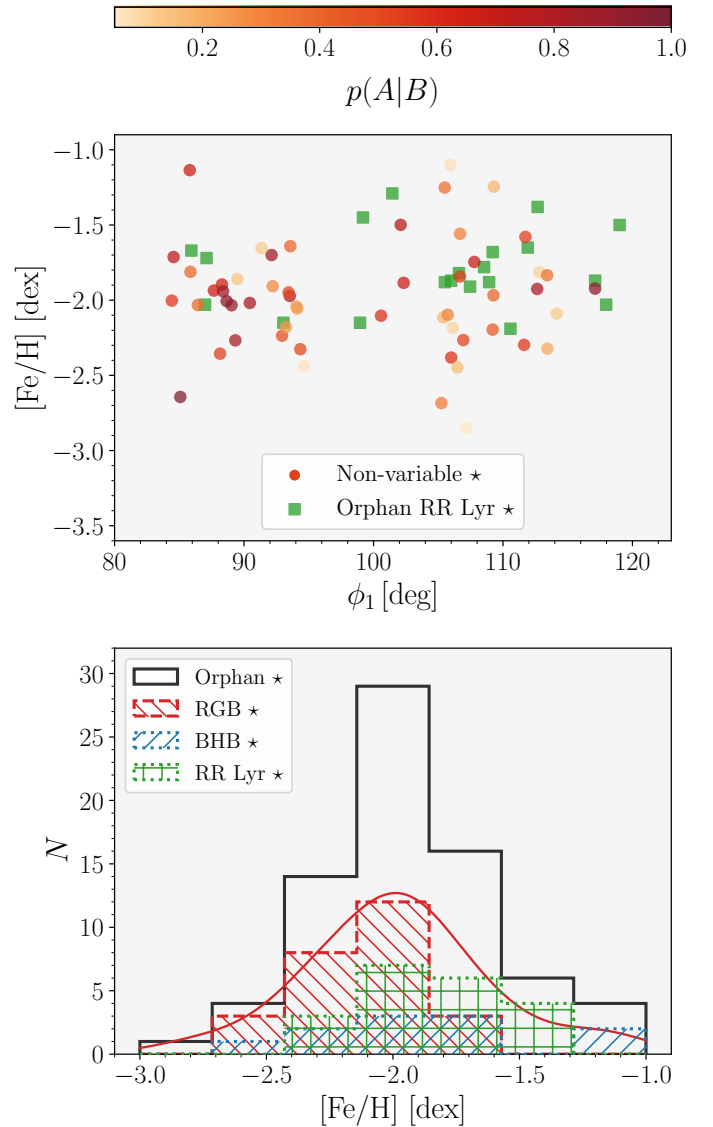 0.2 0.4 0.6 0.8 1.0
p(A|B)
−1.0
−1.5
−2.0
−2.5
−3.0
−3.5
[Fe/H] [dex]
Non-variable ⋆
Orphan RR Lyr ⋆
80 90 100 110 120
ϕ₁ [deg]
30
25
20
15
10
5
0
N
Orphan ⋆
RGB ⋆
BHB ⋆
RR Lyr ⋆
−3.0 −2.5 −2.0 −1.5 −1.0
[Fe/H] [dex]